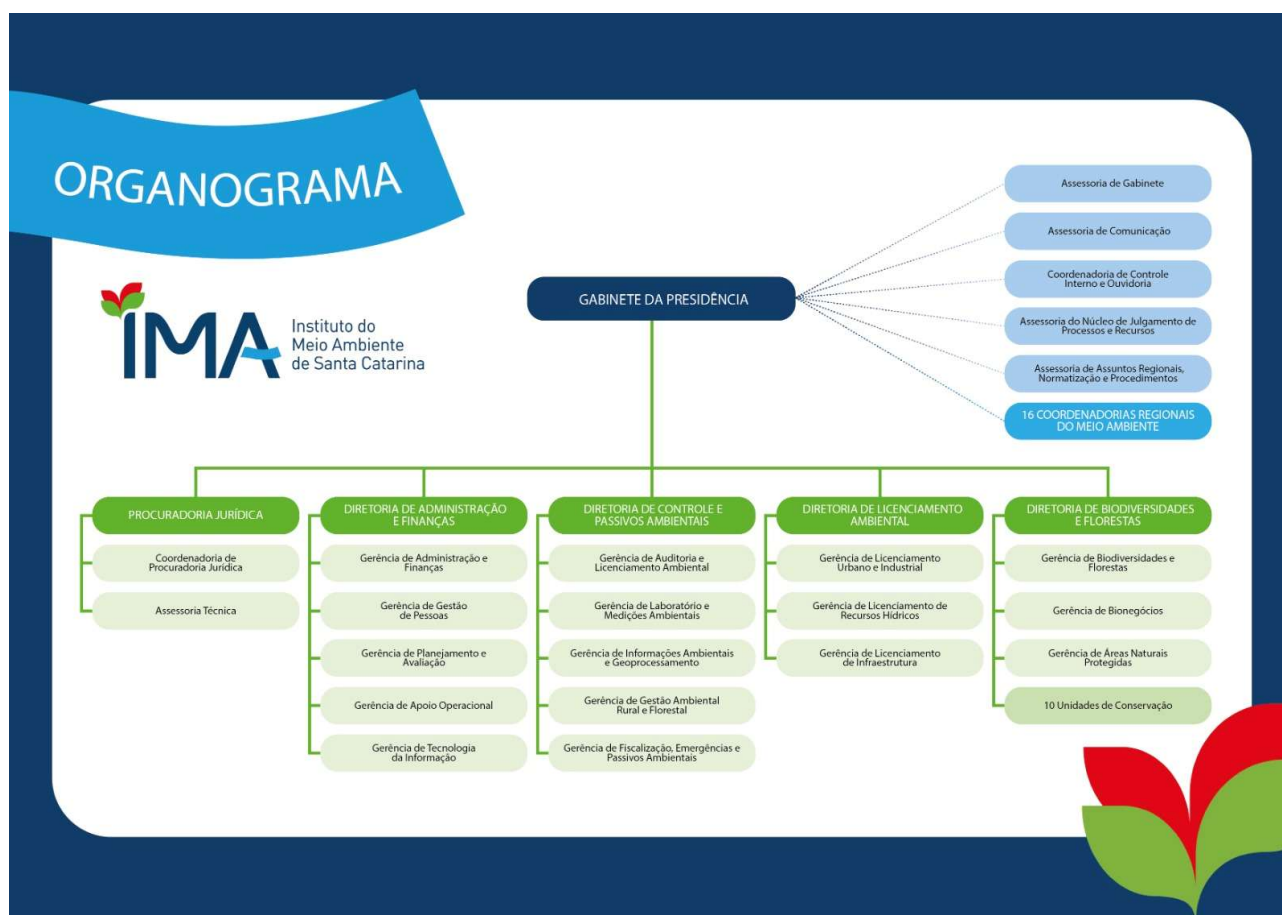 ORGANOGRAMA
IMA
Instituto do
Meio Ambiente
de Santa Catarina
GABINETE DA PRESIDÊNCIA
Assessoria de Gabinete
Assessoria de Comunicação
Coordenadoria de Controle
Interno e Ouvidoria
Assessoria do Núcleo de Julgamento de
Processos e Recursos
Assessoria de Assuntos Regionais,
Normatização e Procedimentos
16 COORDENADORIAS REGIONAIS
DO MEIO AMBIENTE
PROCURADORIA JURÍDICA
Coordenadoria de
Procuradoria Jurídica
Assessoria Técnica
DIRETORIA DE ADMINISTRAÇÃO
E FINANÇAS
Gerência de Administração e
Finanças
Gerência de Gestão
de Pessoas
Gerência de Planejamento e
Avaliação
Gerência de Apoio Operacional
Gerência de Tecnologia
da Informação
DIRETORIA DE CONTROLE E
PASSIVOS AMBIENTAIS
Gerência de Auditoria e
Licenciamento Ambiental
Gerência de Laboratório e
Medições Ambientais
Gerência de Informações Ambientais
e Geoprocessamento
Gerência de Gestão Ambiental
Rural e Florestal
Gerência de Fiscalização, Emergências e
Passivos Ambientais
DIRETORIA DE LICENCIAMENTO
AMBIENTAL
Gerência de Licenciamento
Urbano e Industrial
Gerência de Licenciamento de
Recursos Hídricos
Gerência de Licenciamento
de Infraestrutura
DIRETORIA DE BIODIVERSIDADES
E FLORESTAS
Gerência de Biodiversidades e
Florestas
Gerência de Bionegócios
Gerência de Áreas Naturais
Protegidas
10 Unidades de Conservação